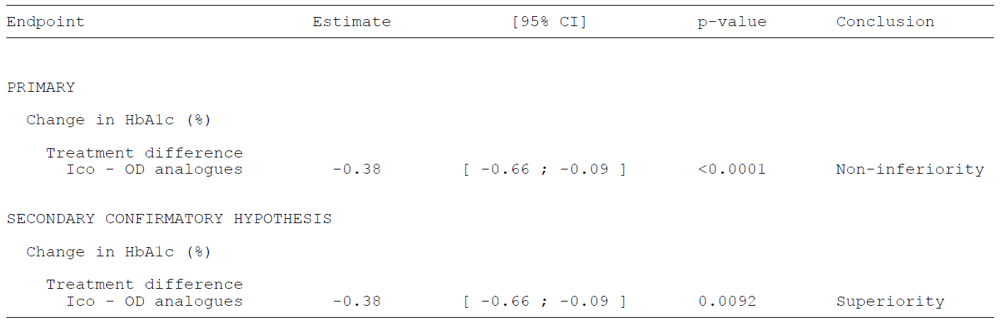 Endpoint Estimate [95% CI] p-value Conclusion
PRIMARY
Change in HbA1c (%)
Treatment difference
Ico - OD analogues -0.38 [ -0.66 ; -0.09 ] <0.0001 Non-inferiority
SECONDARY CONFIRMATORY HYPOTHESIS
Change in HbA1c (%)
Treatment difference
Ico - OD analogues -0.38 [ -0.66 ; -0.09 ] 0.0092 Superiority